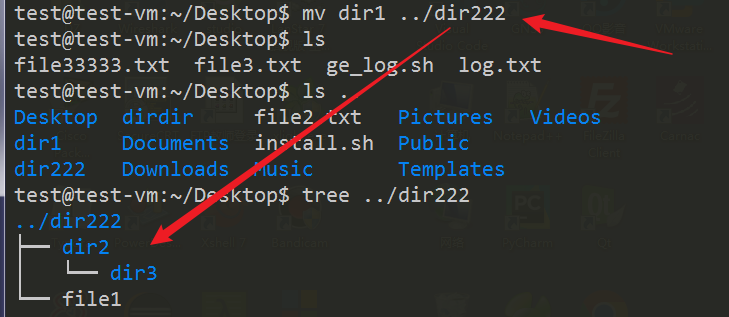 test@test-vm:~/Desktop$ mv dir1 ../dir222
test@test-vm:~/Desktop$ ls
file33333.txt  file3.txt  ge_log.sh  log.txt
test@test-vm:~/Desktop$ ls .
Desktop  dirdir     file2.txt   Pictures   Videos
dir1     Documents  install.sh  Public
dir222   Downloads  Music       Templates
test@test-vm:~/Desktop$ tree ../dir222
../dir222
├── dir2
│   └── dir3
└── file1